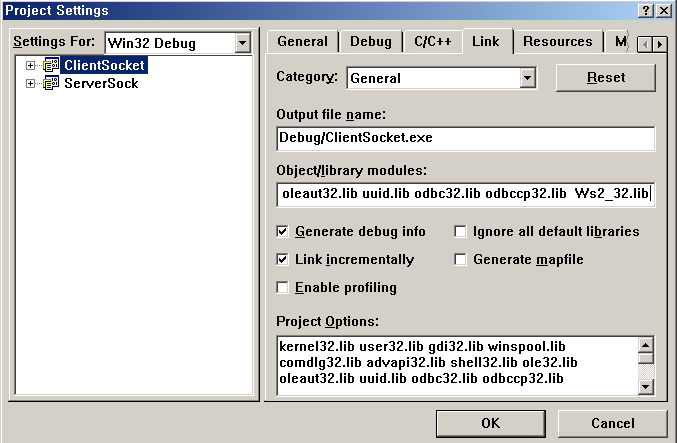 Project Settings
Settings For: Win32 Debug
ClientSocket
ServerSock
General Debug C/C++ Link Resources M
Category: General Reset
Output file name:
Debug/ClientSocket.exe
Object/library modules:
oleaut32.lib uuid.lib odbc32.lib odbccp32.lib  Ws2_32.lib
Generate debug info Ignore all default libraries
Link incrementally Generate mapfile
Enable profiling
Project Options:
kernel32.lib user32.lib gdi32.lib winspool.lib
comdlg32.lib advapi32.lib shell32.lib ole32.lib
oleaut32.lib uuid.lib odbc32.lib odbccp32.lib
OK Cancel